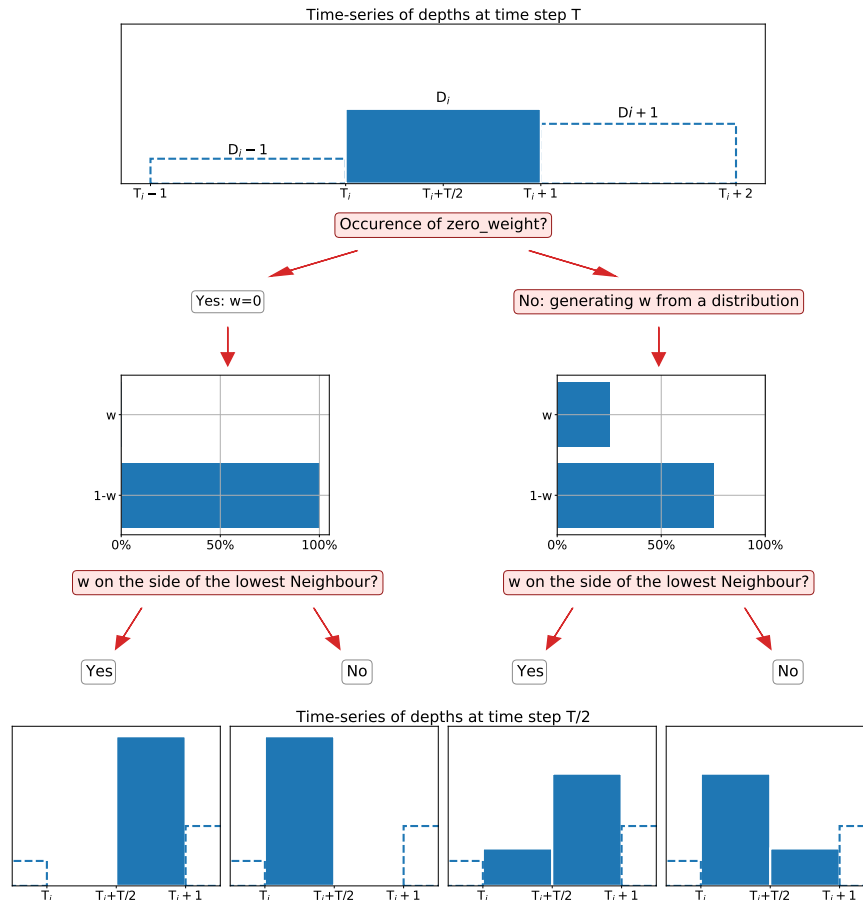 Time-series of depths at time step T
D𝑖
D𝑖+1
D𝑖−1
T𝑖−1 T𝑖 T𝑖+T/2 T𝑖+1 T𝑖+2
Occurence of zero_weight?
Yes: w=0 No: generating w from a distribution
w w
1-w 1-w
0% 50% 100% 0% 50% 100%
w on the side of the lowest Neighbour? w on the side of the lowest Neighbour?
Yes No Yes No
Time-series of depths at time step T/2
T𝑖 T𝑖+T/2 T𝑖+1 T𝑖 T𝑖+T/2 T𝑖+1 T𝑖 T𝑖+T/2 T𝑖+1 T𝑖 T𝑖+T/2 T𝑖+1